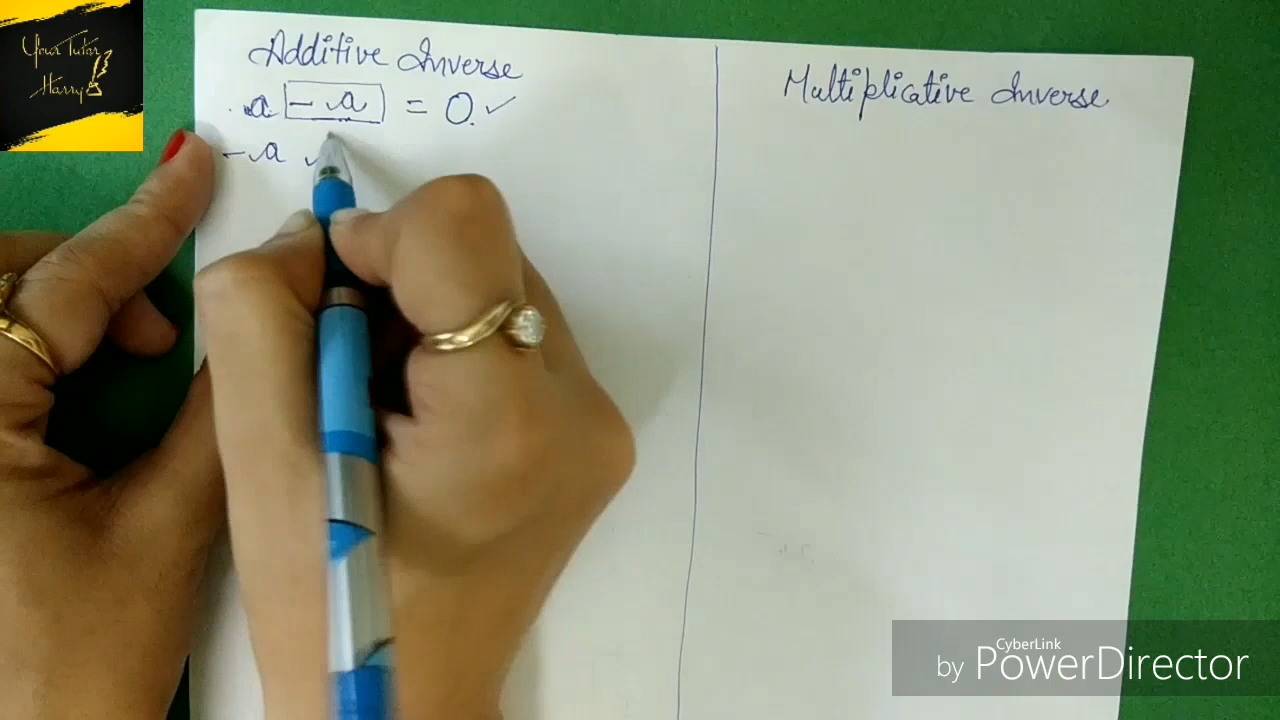 Your Tutor
Harry
Additive Inverse
a - a = 0.✓
- a
Multiplicative Inverse
CyberLink
by PowerDirector